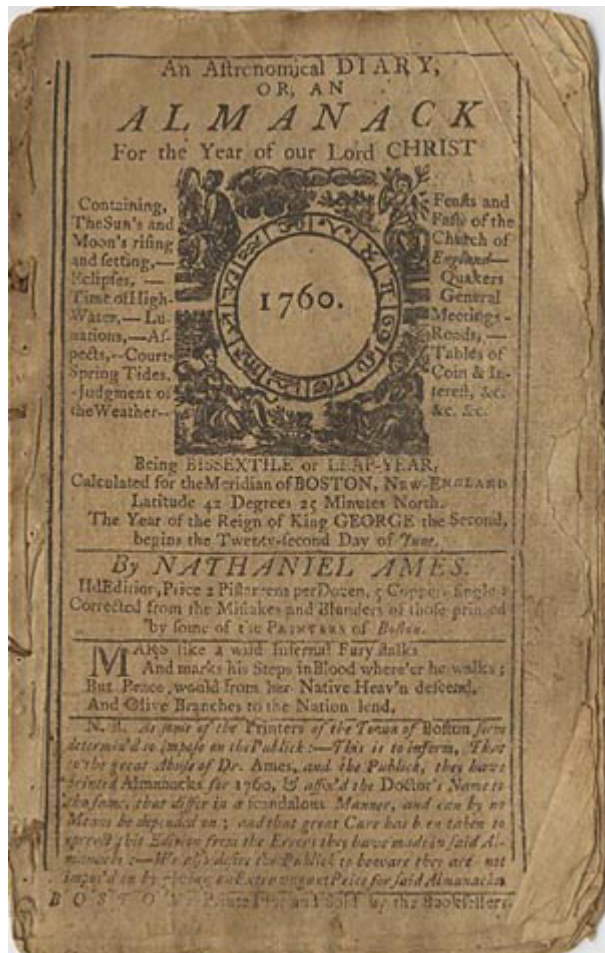 An Aſtronomical DIARY,
OR, AN
ALMANACK
For the Year of our Lord CHRIST
Containing,
The Sun's and
Moon's riſing
and ſetting,—
Eclipſes, —
Time of High-
Water,— Lu-
nations,—Aſ-
pects,--Courts
Spring Tides,
-Judgment of
the Weather--
1760.
Feaſts and
Faſts of the
Church of
England—
Quakers
General
Meetings-
Roads, —
Tables of
Coin & In-
tereſt, &c.
&c. &c.
Being BISSEXTILE or LEAP-YEAR,
Calculated for the Meridian of BOSTON, NEW-ENGLAND
Latitude 42 Degrees 25 Minutes North.
The Year of the Reign of King GEORGE the Second,
begins the Twenty-ſecond Day of June.
By NATHANIEL AMES.
IId Edition, Price 2 Piſtareens per Dozen, 5 Coppers ſingle
Corrected from the Miſtakes and Blunders of thoſe printed
by ſome of the PRINTERS of Boſton.
MARS like a wild Infernal Fury ſtalks
And marks his Steps in Blood where'er he walks;
But Peace would from her Native Heav'n deſcend,
And Olive Branches to the Nation lend.
N. B. As ſome of the Printers of the Town of Boſton
determin'd to impoſe on the Publick:—This is to inform, That
to the great Abuſe of Dr. Ames, and the Publick, they have
printed Almanacks for 1760, & affix'd the Doctor's Name to
the ſame, that differ in a ſcandalous Manner, and can by no
Means be depended on; and that great Care has been taken to
correct this Edition from the Errors they have made in ſaid Al-
manacks:—We alſo deſire the Publick to beware they are not
impos'd on by giving an Extravagant Price for ſaid Almanacks
BOSTON: Printed for and Sold by the Bookſellers.